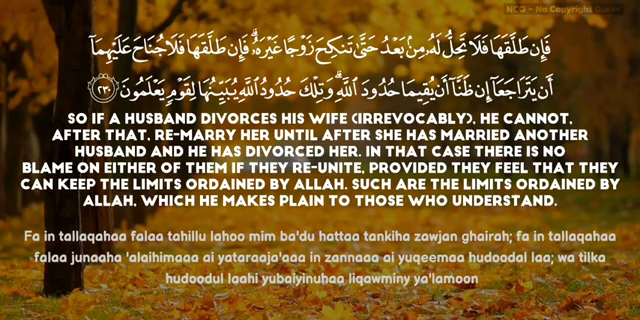 NCQ - No Copyright Quran
فَإِن طَلَّقَهَا فَلَا تَحِلُّ لَهُۥ مِنۢ بَعْدُ حَتَّىٰ تَنكِحَ زَوْجًا غَيْرَهُۥ ۗ فَإِن طَلَّقَهَا فَلَا جُنَاحَ عَلَيْهِمَآ
أَن يَتَرَاجَعَآ إِن ظَنَّآ أَن يُقِيمَا حُدُودَ ٱللَّهِ ۗ وَتِلْكَ حُدُودُ ٱللَّهِ يُبَيِّنُهَا لِقَوْمٍ يَعْلَمُونَ ٢٣٠
SO IF A HUSBAND DIVORCES HIS WIFE (IRREVOCABLY), HE CANNOT,
AFTER THAT, RE-MARRY HER UNTIL AFTER SHE HAS MARRIED ANOTHER
HUSBAND AND HE HAS DIVORCED HER. IN THAT CASE THERE IS NO
BLAME ON EITHER OF THEM IF THEY RE-UNITE, PROVIDED THEY FEEL THAT THEY
CAN KEEP THE LIMITS ORDAINED BY ALLAH. SUCH ARE THE LIMITS ORDAINED BY
ALLAH, WHICH HE MAKES PLAIN TO THOSE WHO UNDERSTAND.
Fa in tallaqahaa falaa tahillu lahoo mim ba'du hattaa tankiha zawjan ghairah; fa in tallaqahaa
falaa junaaha 'alaihimaaa ai yataraaja'aaa in zannaaa ai yuqeemaa hudoodal laa; wa tilka
hudoodul laahi yubaiyinuhaa liqawminy ya'lamoon